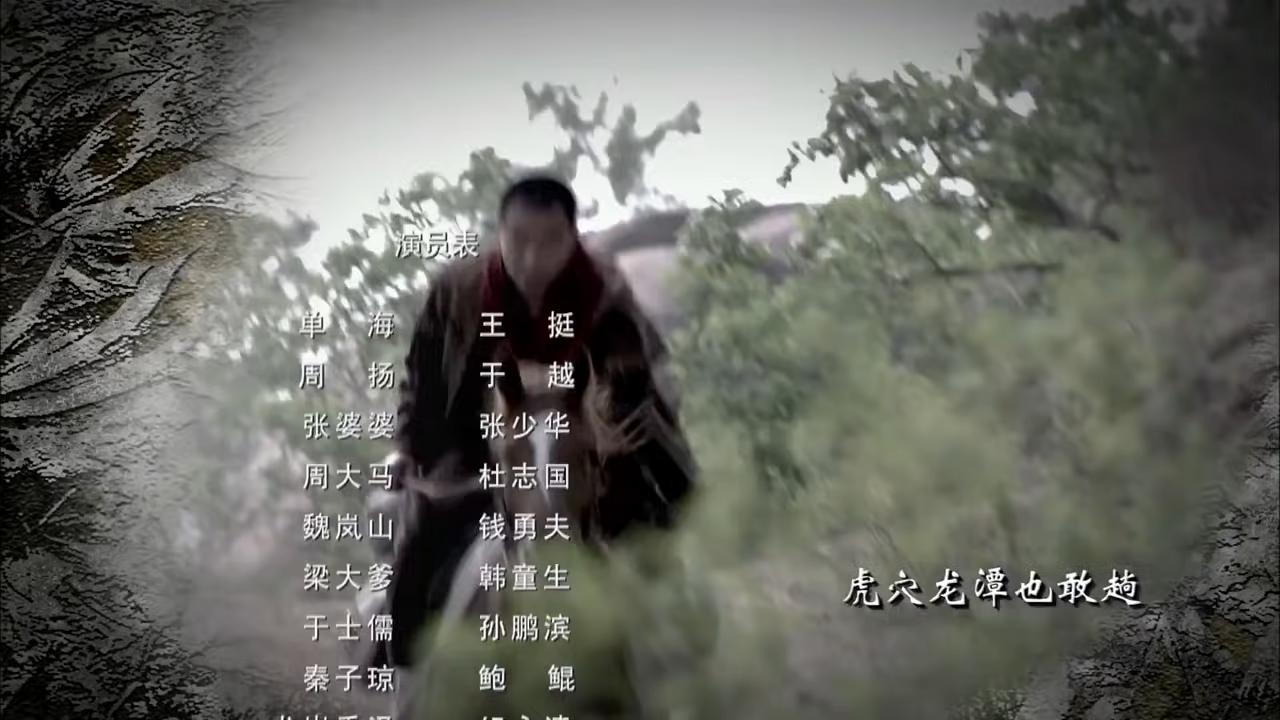 演员表
单 海 王 挺
周 扬 于 越
张婆婆 张少华
周大马 杜志国
魏岚山 钱勇夫
梁大爹 韩童生
于士儒 孙鹏滨
虎穴龙潭也敢趟
秦子琼 鲍 鲲